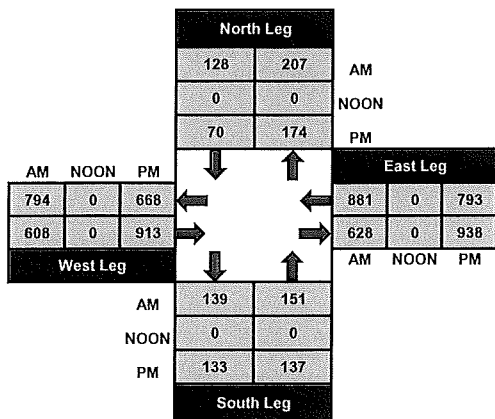 North Leg
128 207 AM
0 0 NOON
70 174 PM
AM NOON PM East Leg
794 0 668 881 0 793
608 0 913 628 0 938
West Leg AM NOON PM
AM 139 151
NOON 0 0
PM 133 137
South Leg